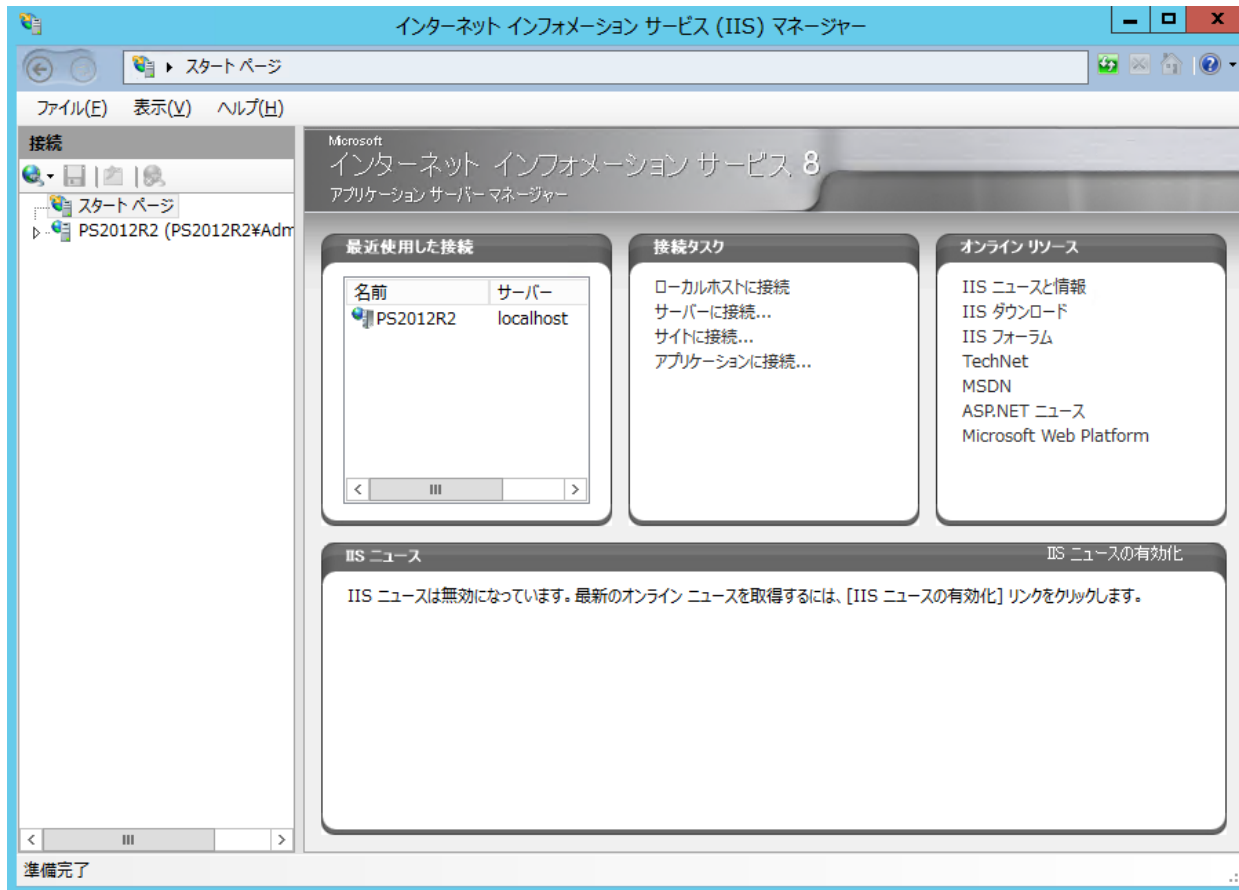 インターネット インフォメーション サービス (IIS) マネージャー
スタート ページ
ファイル(F) 表示(V) ヘルプ(H)
接続
スタート ページ
PS2012R2 (PS2012R2¥Adm
Microsoft
インターネット インフォメーション サービス 8
アプリケーション サーバー マネージャー
最近使用した接続
名前 サーバー
PS2012R2 localhost
接続タスク
ローカルホストに接続
サーバーに接続...
サイトに接続...
アプリケーションに接続...
オンライン リソース
IIS ニュースと情報
IIS ダウンロード
IIS フォーラム
TechNet
MSDN
ASP.NET ニュース
Microsoft Web Platform
IIS ニュース
IIS ニュースの有効化
IIS ニュースは無効になっています。最新のオンライン ニュースを取得するには、[IIS ニュースの有効化] リンクをクリックします。
準備完了